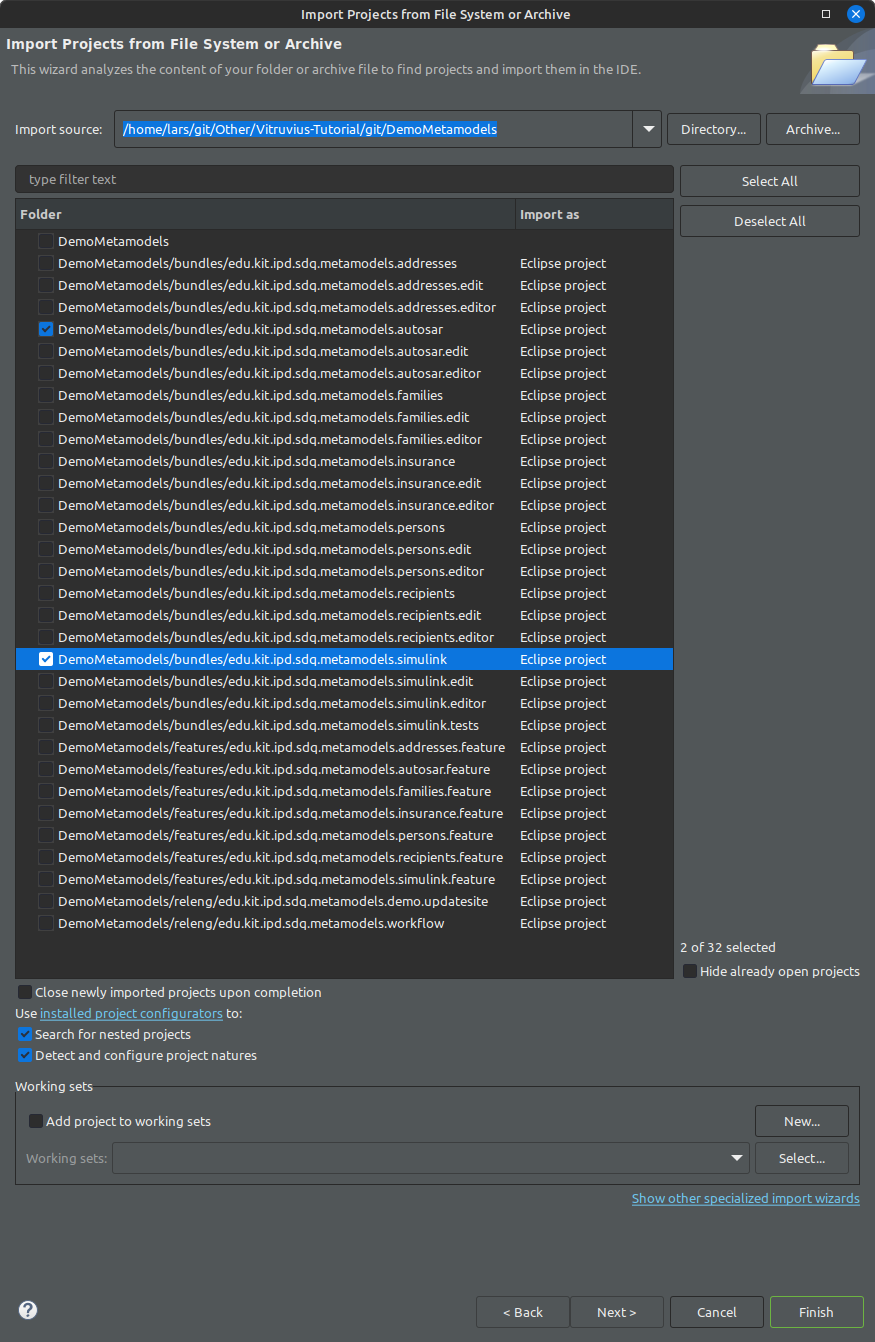 Import Projects from File System or Archive
Import Projects from File System or Archive
This wizard analyzes the content of your folder or archive file to find projects and import them in the IDE.
Import source: /home/lars/git/Other/Vitruvius-Tutorial/git/DemoMetamodels Directory... Archive...
type filter text
Select All
Folder Import as
Deselect All
DemoMetamodels
DemoMetamodels/bundles/edu.kit.ipd.sdq.metamodels.addresses Eclipse project
DemoMetamodels/bundles/edu.kit.ipd.sdq.metamodels.addresses.edit Eclipse project
DemoMetamodels/bundles/edu.kit.ipd.sdq.metamodels.addresses.editor Eclipse project
DemoMetamodels/bundles/edu.kit.ipd.sdq.metamodels.autosar Eclipse project
DemoMetamodels/bundles/edu.kit.ipd.sdq.metamodels.autosar.edit Eclipse project
DemoMetamodels/bundles/edu.kit.ipd.sdq.metamodels.autosar.editor Eclipse project
DemoMetamodels/bundles/edu.kit.ipd.sdq.metamodels.families Eclipse project
DemoMetamodels/bundles/edu.kit.ipd.sdq.metamodels.families.edit Eclipse project
DemoMetamodels/bundles/edu.kit.ipd.sdq.metamodels.families.editor Eclipse project
DemoMetamodels/bundles/edu.kit.ipd.sdq.metamodels.insurance Eclipse project
DemoMetamodels/bundles/edu.kit.ipd.sdq.metamodels.insurance.edit Eclipse project
DemoMetamodels/bundles/edu.kit.ipd.sdq.metamodels.insurance.editor Eclipse project
DemoMetamodels/bundles/edu.kit.ipd.sdq.metamodels.persons Eclipse project
DemoMetamodels/bundles/edu.kit.ipd.sdq.metamodels.persons.edit Eclipse project
DemoMetamodels/bundles/edu.kit.ipd.sdq.metamodels.persons.editor Eclipse project
DemoMetamodels/bundles/edu.kit.ipd.sdq.metamodels.recipients Eclipse project
DemoMetamodels/bundles/edu.kit.ipd.sdq.metamodels.recipients.edit Eclipse project
DemoMetamodels/bundles/edu.kit.ipd.sdq.metamodels.recipients.editor Eclipse project
DemoMetamodels/bundles/edu.kit.ipd.sdq.metamodels.simulink Eclipse project
DemoMetamodels/bundles/edu.kit.ipd.sdq.metamodels.simulink.edit Eclipse project
DemoMetamodels/bundles/edu.kit.ipd.sdq.metamodels.simulink.editor Eclipse project
DemoMetamodels/bundles/edu.kit.ipd.sdq.metamodels.simulink.tests Eclipse project
DemoMetamodels/features/edu.kit.ipd.sdq.metamodels.addresses.feature Eclipse project
DemoMetamodels/features/edu.kit.ipd.sdq.metamodels.autosar.feature Eclipse project
DemoMetamodels/features/edu.kit.ipd.sdq.metamodels.families.feature Eclipse project
DemoMetamodels/features/edu.kit.ipd.sdq.metamodels.insurance.feature Eclipse project
DemoMetamodels/features/edu.kit.ipd.sdq.metamodels.persons.feature Eclipse project
DemoMetamodels/features/edu.kit.ipd.sdq.metamodels.recipients.feature Eclipse project
DemoMetamodels/features/edu.kit.ipd.sdq.metamodels.simulink.feature Eclipse project
DemoMetamodels/releng/edu.kit.ipd.sdq.metamodels.demo.updatesite Eclipse project
DemoMetamodels/releng/edu.kit.ipd.sdq.metamodels.workflow Eclipse project
2 of 32 selected
Hide already open projects
Close newly imported projects upon completion
Use installed project configurators to:
Search for nested projects
Detect and configure project natures
Working sets
Add project to working sets New...
Working sets: Select...
Show other specialized import wizards
? < Back Next > Cancel Finish